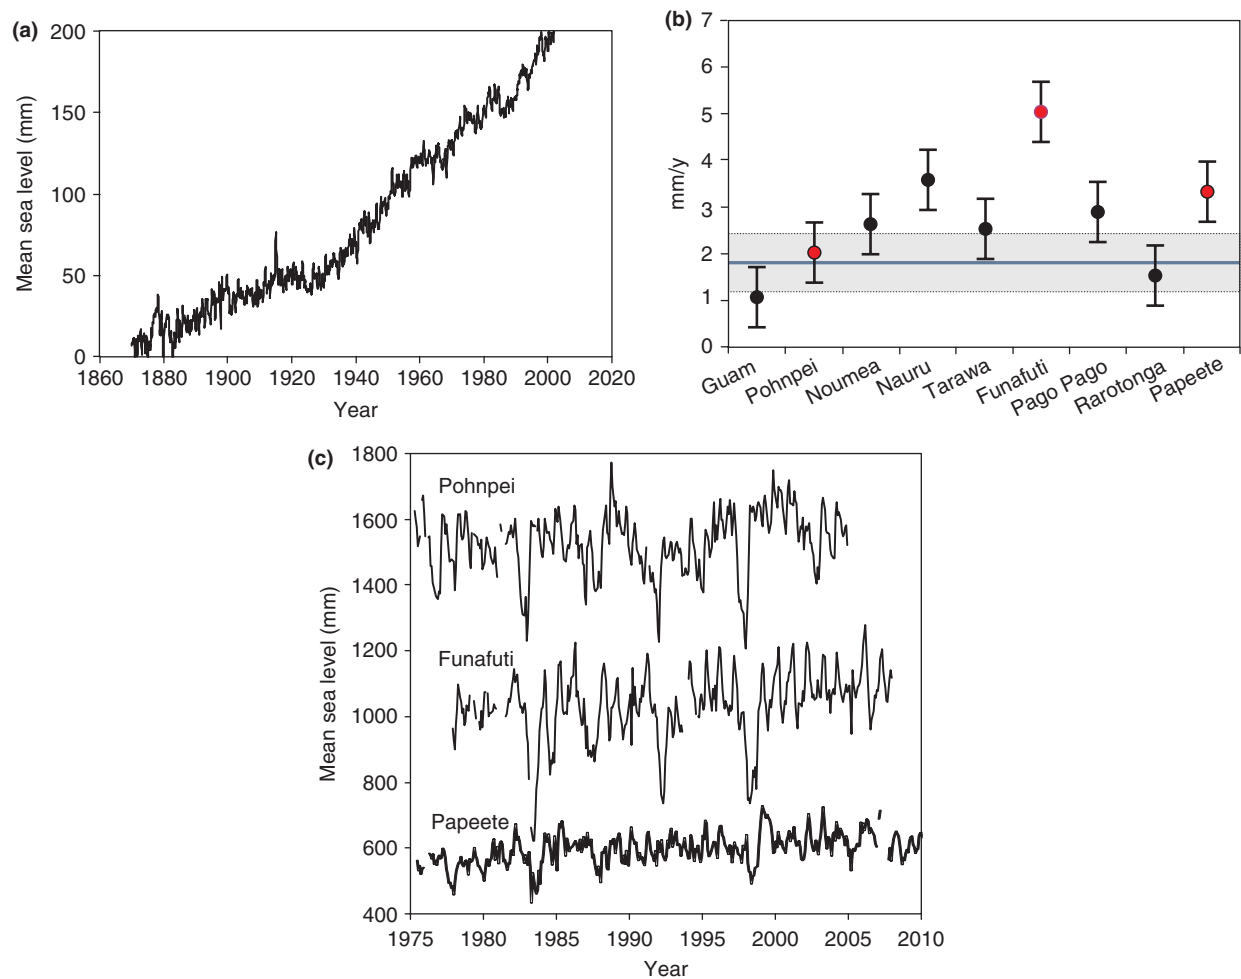 (a)
200
150
100
50
0
Mean sea level (mm)
1860 1880 1900 1920 1940 1960 1980 2000 2020
Year
(b)
7
6
5
4
3
2
1
0
mm/y
Guam
Pohnpei
Noumea
Nauru
Tarawa
Funafuti
Pago Pago
Rarotonga
Papeete
(c)
1800
1600
1400
1200
1000
800
600
400
Mean sea level (mm)
Pohnpei
Funafuti
Papeete
1975 1980 1985 1990 1995 2000 2005 2010
Year